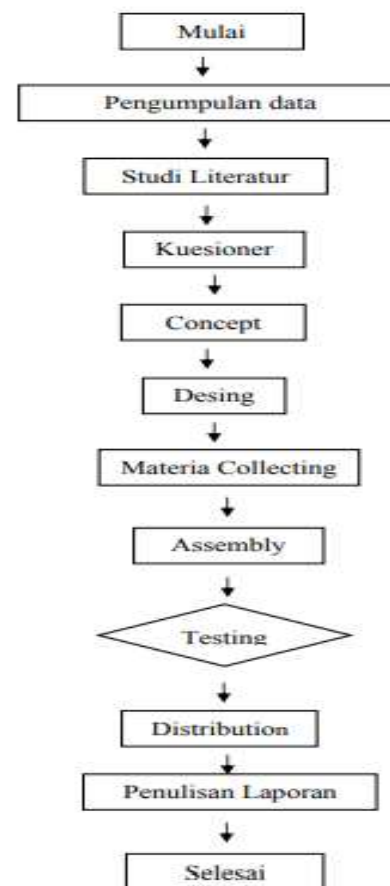 Mulai
Pengumpulan data
Studi Literatur
Kuesioner
Concept
Desing
Materia Collecting
Assembly
Testing
Distribution
Penulisan Laporan
Selesai